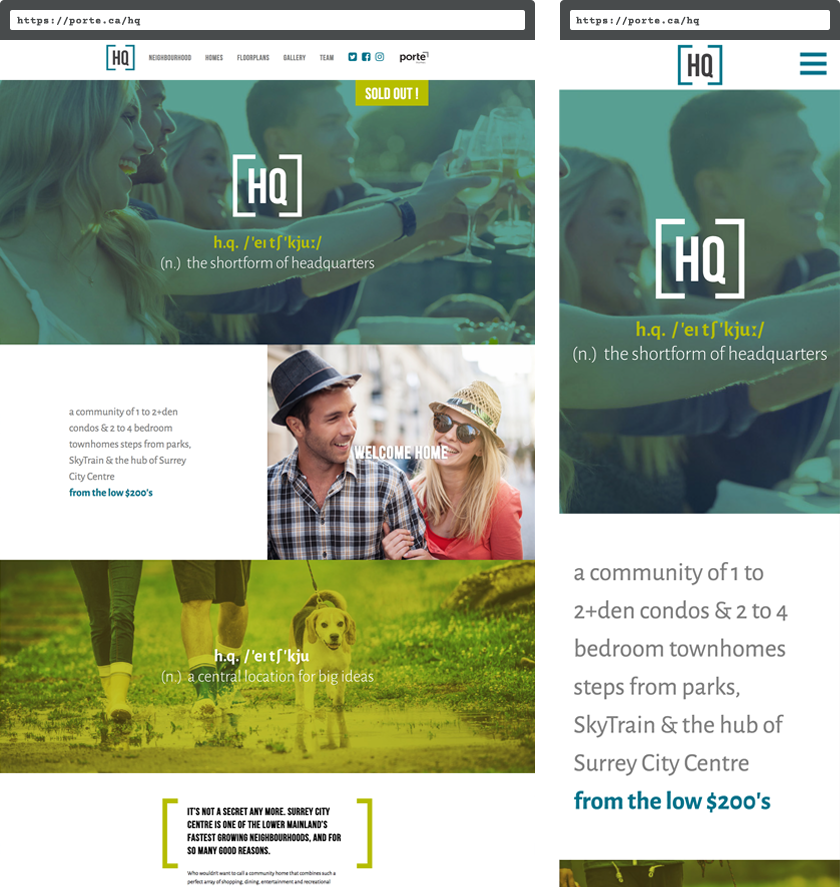 https://porte.ca/hq
HQ
NEIGHBOURHOOD HOMES FLOORPLANS GALLERY TEAM porte
SOLD OUT !
HQ
h.q. /ˈeɪ tʃˈkjuː/
(n.) the shortform of headquarters
a community of 1 to 2+den
condos & 2 to 4 bedroom
townhomes steps from parks,
SkyTrain & the hub of Surrey
City Centre
from the low $200's
WELCOME HOME
h.q. /ˈeɪ tʃˈkju
(n.) a central location for big ideas
IT'S NOT A SECRET ANY MORE. SURREY CITY
CENTRE IS ONE OF THE LOWER MAINLAND'S
FASTEST GROWING NEIGHBOURHOODS, AND FOR
SO MANY GOOD REASONS.
Who wouldn't want to call a community home that combines such a
perfect array of shopping, dining, entertainment and recreational
https://porte.ca/hq
HQ
HQ
h.q. /ˈeɪ tʃˈkjuː/
(n.) the shortform of headquarters
a community of 1 to
2+den condos & 2 to 4
bedroom townhomes
steps from parks,
SkyTrain & the hub of
Surrey City Centre
from the low $200's